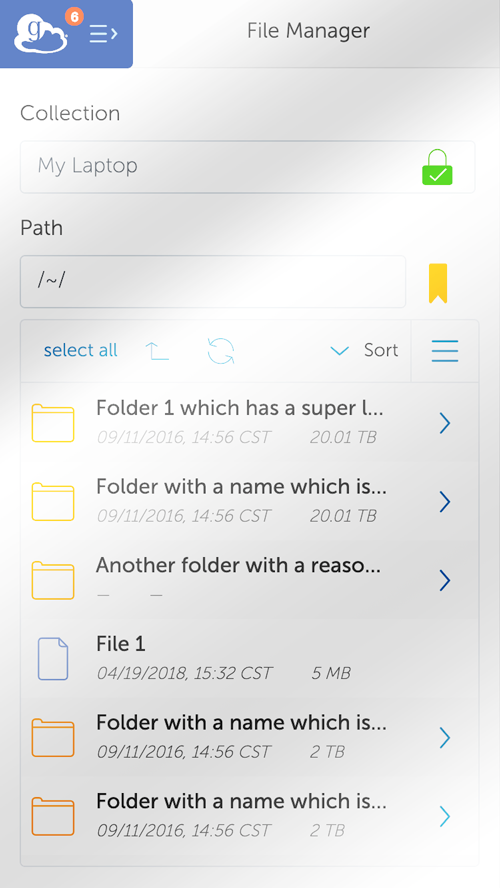 g
6
File Manager
Collection
My Laptop
Path
/~/
select all
Sort
Folder 1 which has a super l...
09/11/2016, 14:56 CST 20.01 TB
Folder with a name which is...
09/11/2016, 14:56 CST 20.01 TB
Another folder with a reaso...
— —
File 1
04/19/2018, 15:32 CST 5 MB
Folder with a name which is...
09/11/2016, 14:56 CST 2 TB
Folder with a name which is...
09/11/2016, 14:56 CST 2 TB